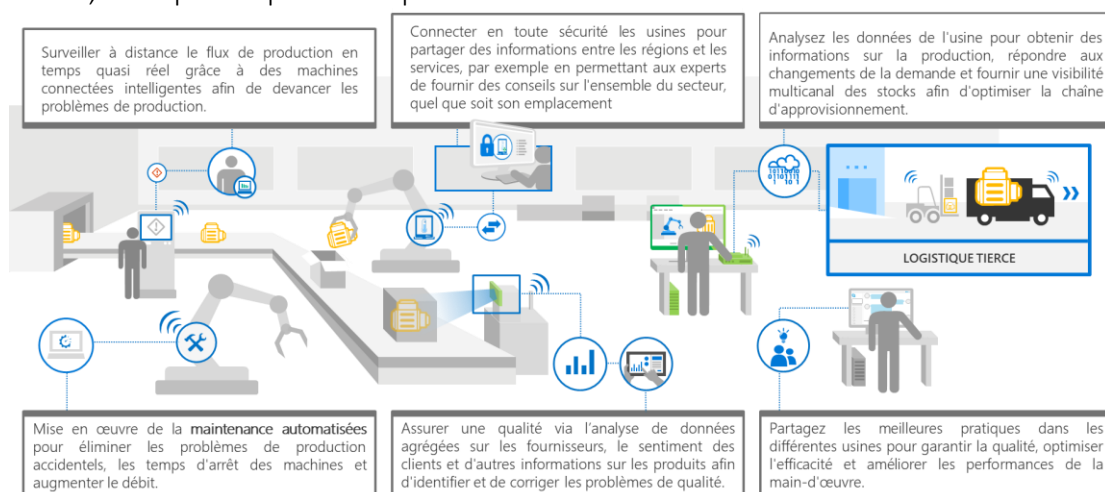 Surveiller à distance le flux de production en
temps quasi réel grâce à des machines
connectées intelligentes afin de devancer les
problèmes de production.
Connecter en toute sécurité les usines pour
partager des informations entre les régions et les
services, par exemple en permettant aux experts
de fournir des conseils sur l'ensemble du secteur,
quel que soit son emplacement
Analysez les données de l'usine pour obtenir des
informations sur la production, répondre aux
changements de la demande et fournir une visibilité
multicanal des stocks afin d'optimiser la chaîne
d'approvisionnement.
LOGISTIQUE TIERCE
Mise en œuvre de la maintenance automatisées
pour éliminer les problèmes de production
accidentels, les temps d'arrêt des machines et
augmenter le débit.
Assurer une qualité via l'analyse de données
agrégées sur les fournisseurs, le sentiment des
clients et d'autres informations sur les produits afin
d'identifier et de corriger les problèmes de qualité.
Partagez les meilleures pratiques dans les
différentes usines pour garantir la qualité, optimiser
l'efficacité et améliorer les performances de la
main-d'œuvre.